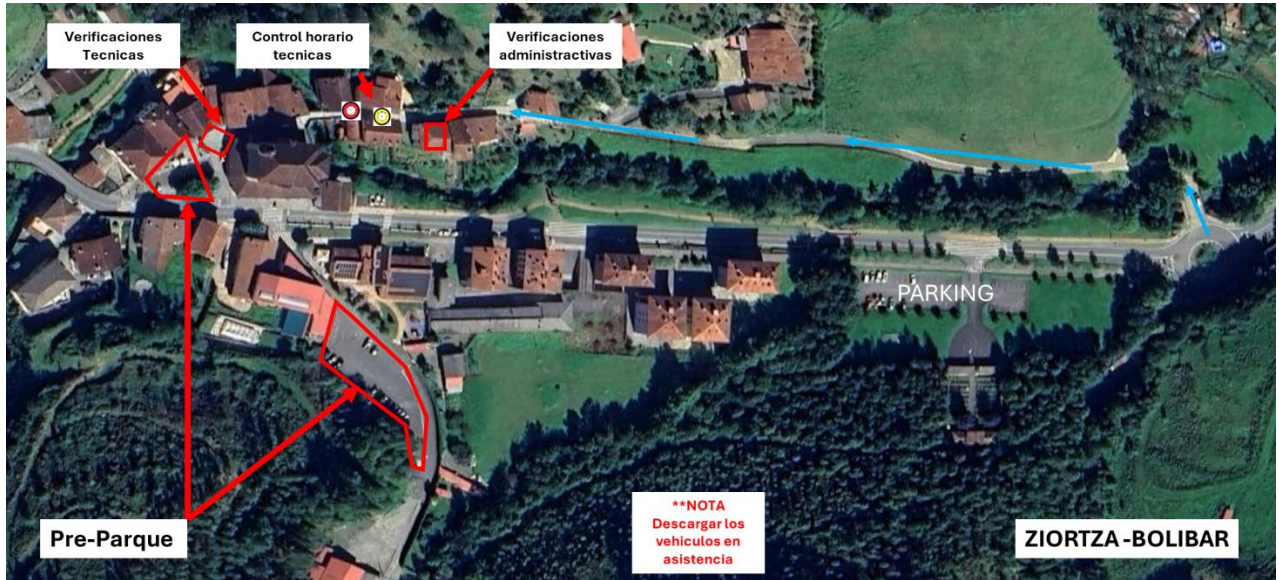 Verificaciones
Tecnicas
Control horario
tecnicas
Verificaciones
administractivas
PARKING
Pre-Parque
**NOTA
Descargar los
vehiculos en
asistencia
ZIORTZA -BOLIBAR